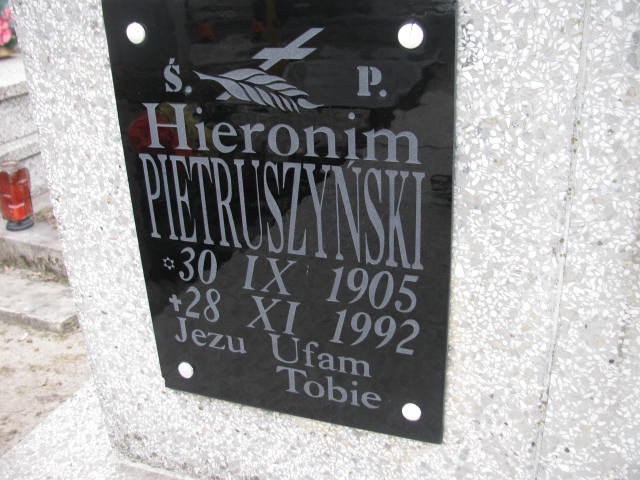 Ś. P.
Hieronim
PIETRUSZYŃSKI
✡30 IX 1905
✝28 XI 1992
Jezu Ufam
Tobie